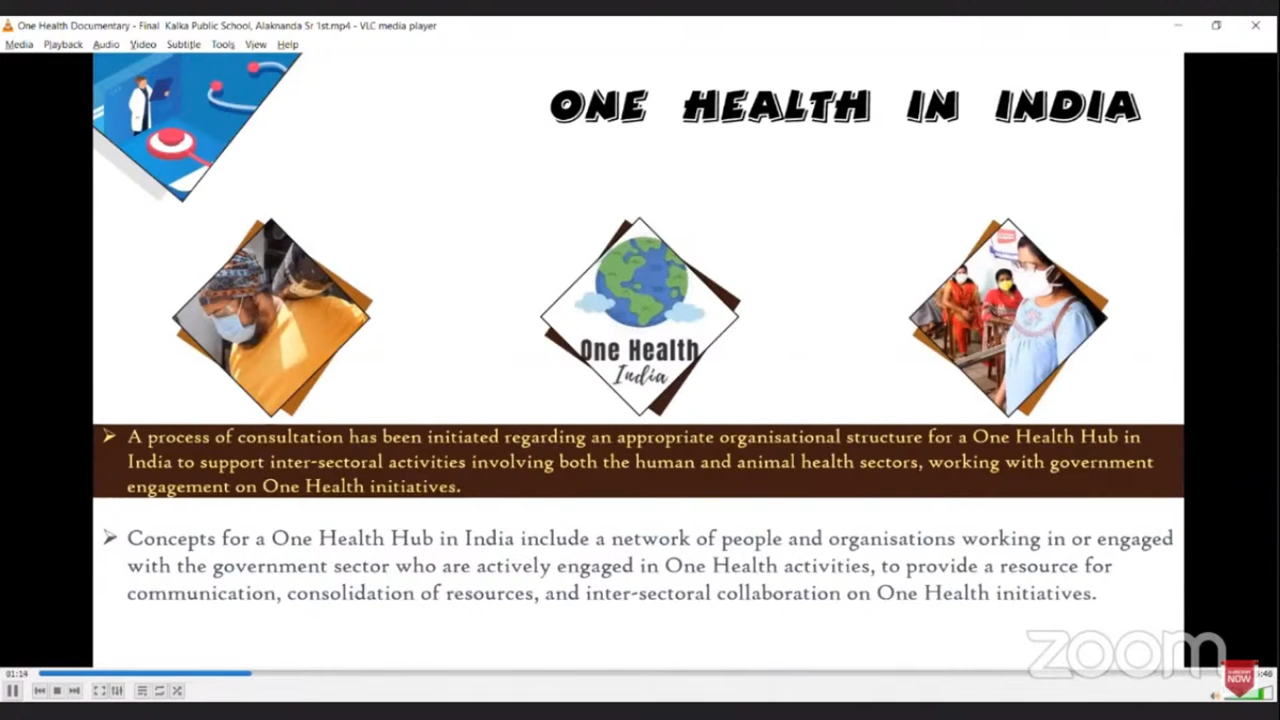 One Health Documentary - Final Kalka Public School, Alaknanda Sr 1st.mp4 - VLC media player
Media Playback Audio Video Subtitle Tools View Help
ONE HEALTH IN INDIA
One Health
India
➤ A process of consultation has been initiated regarding an appropriate organisational structure for a One Health Hub in
India to support inter-sectoral activities involving both the human and animal health sectors, working with government
engagement on One Health initiatives.
➤ Concepts for a One Health Hub in India include a network of people and organisations working in or engaged
with the government sector who are actively engaged in One Health activities, to provide a resource for
communication, consolidation of resources, and inter-sectoral collaboration on One Health initiatives.
zoom
01:14
NOW